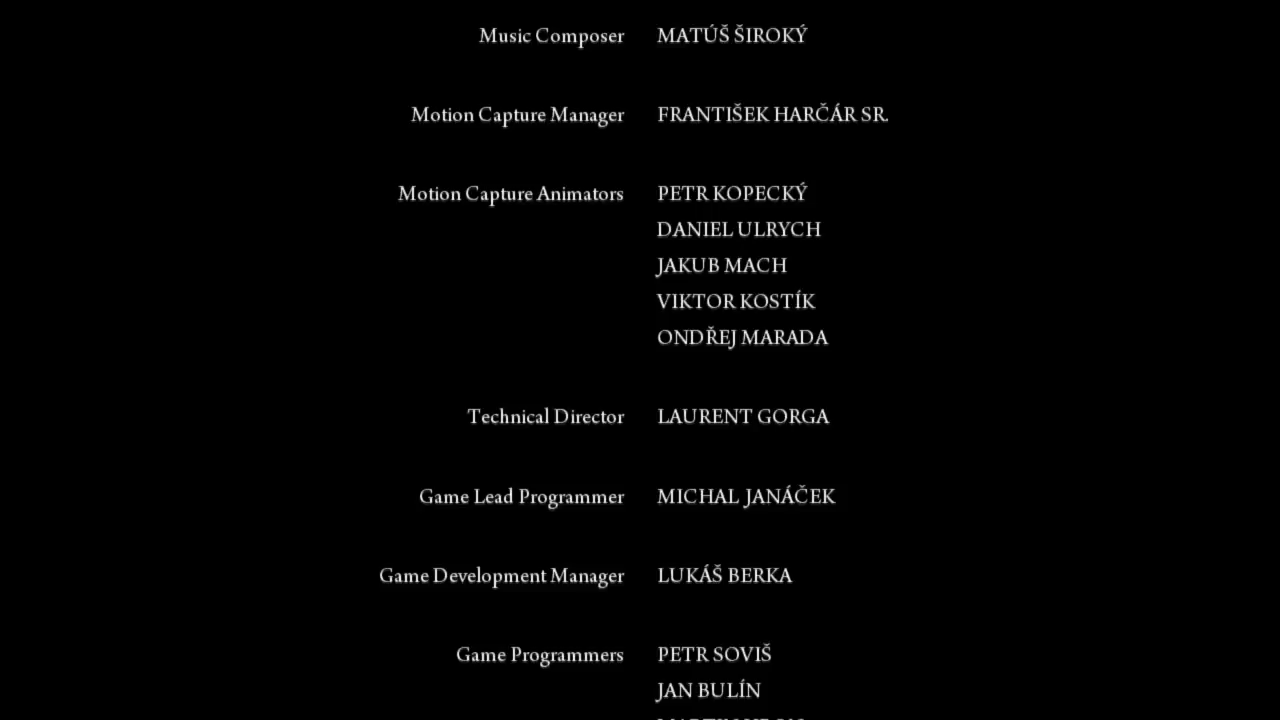 Music Composer MATÚŠ ŠIROKÝ
Motion Capture Manager FRANTIŠEK HARČÁR SR.
Motion Capture Animators PETR KOPECKÝ
DANIEL ULRYCH
JAKUB MACH
VIKTOR KOSTÍK
ONDŘEJ MARADA
Technical Director LAURENT GORGA
Game Lead Programmer MICHAL JANÁČEK
Game Development Manager LUKÁŠ BERKA
Game Programmers PETR SOVIŠ
JAN BULÍN